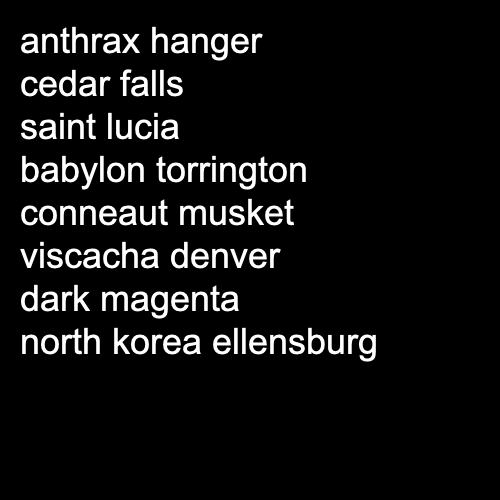 anthrax hanger
cedar falls
saint lucia
babylon torrington
conneaut musket
viscacha denver
dark magenta
north korea ellensburg